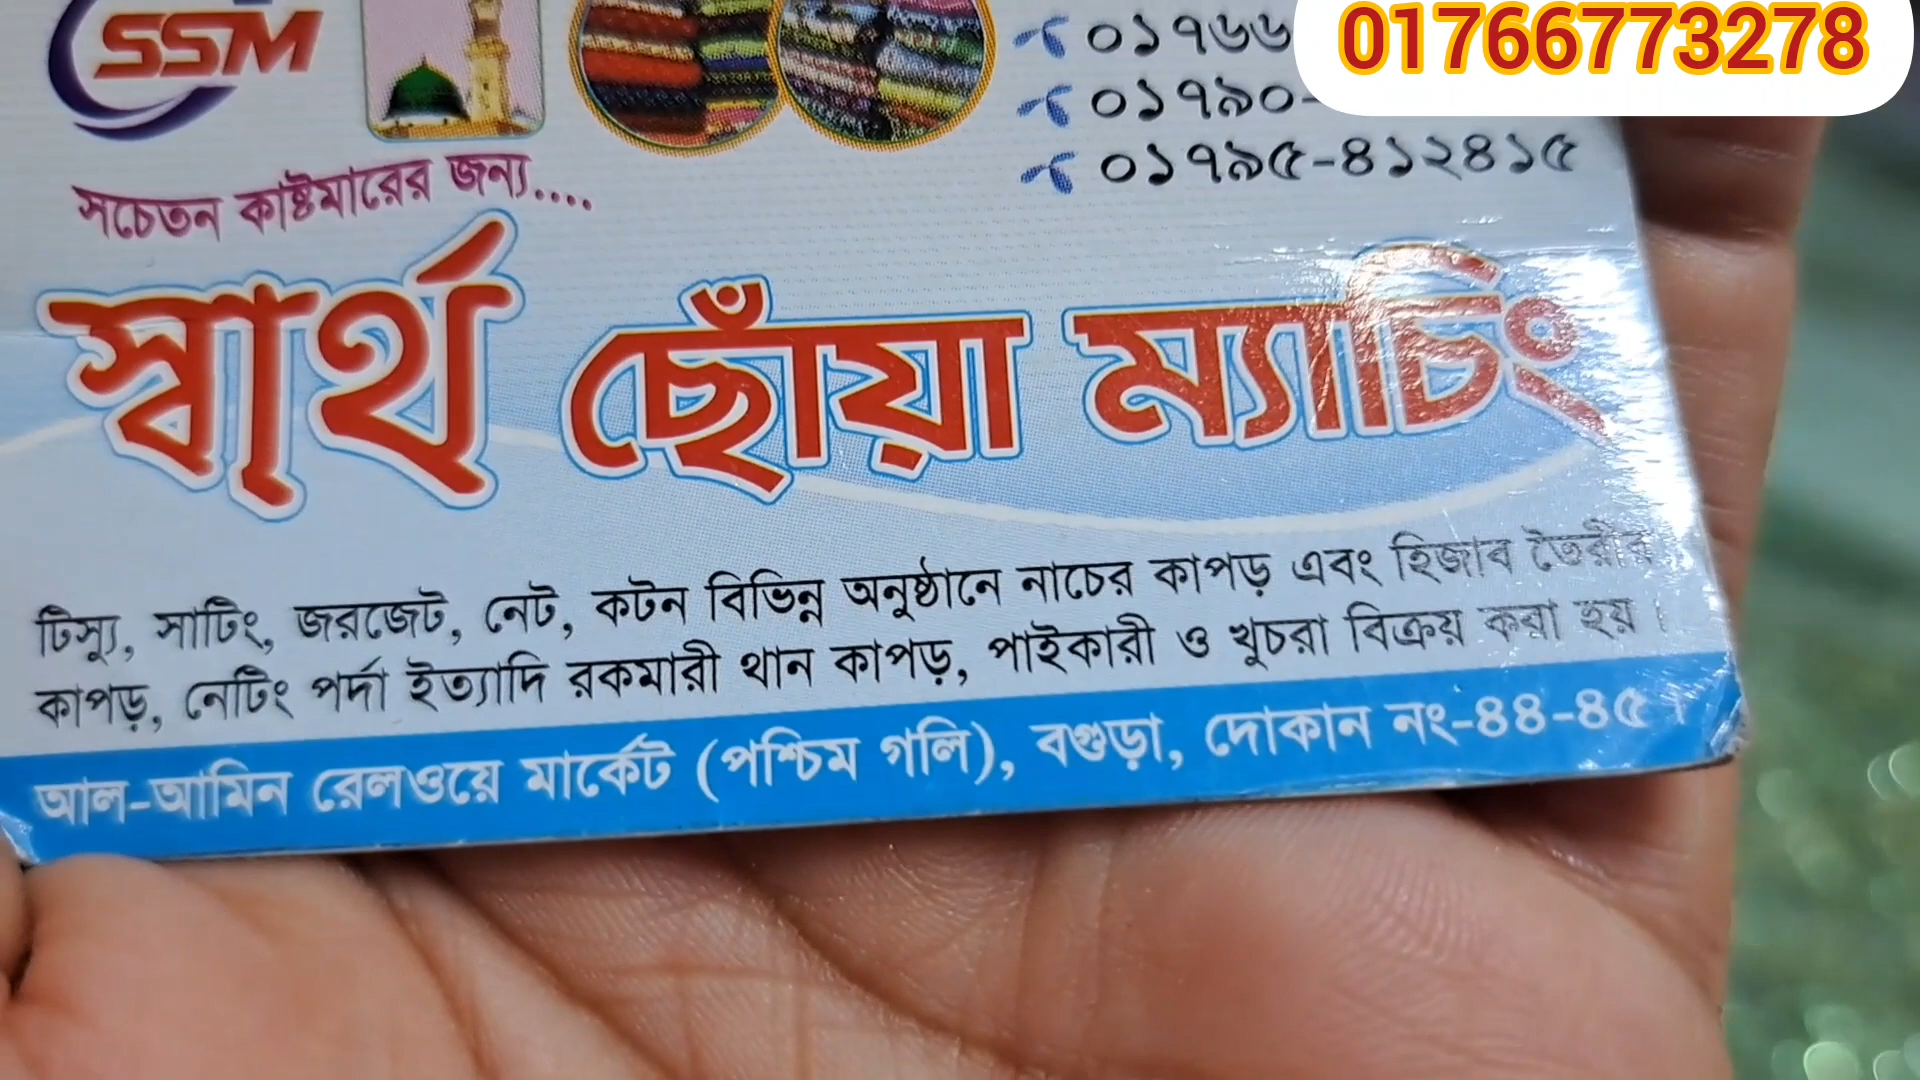 SSM
০১৭৬৬
01766773278
০১৭৯০-
০১৭৯৫-৪১২৪১৫
সচেতন কাষ্টমারের জন্য....
স্বার্থ ছোঁয়া ম্যাচিং
টিস্যু, সাটিং, জরজেট, নেট, কটন বিভিন্ন অনুষ্ঠানে নাচের কাপড় এবং হিজাব তৈরীর
কাপড়, নেটিং পর্দা ইত্যাদি রকমারী থান কাপড়, পাইকারী ও খুচরা বিক্রয় করা হয়।
আল-আমিন রেলওয়ে মার্কেট (পশ্চিম গলি), বগুড়া, দোকান নং-৪৪-৪৫।